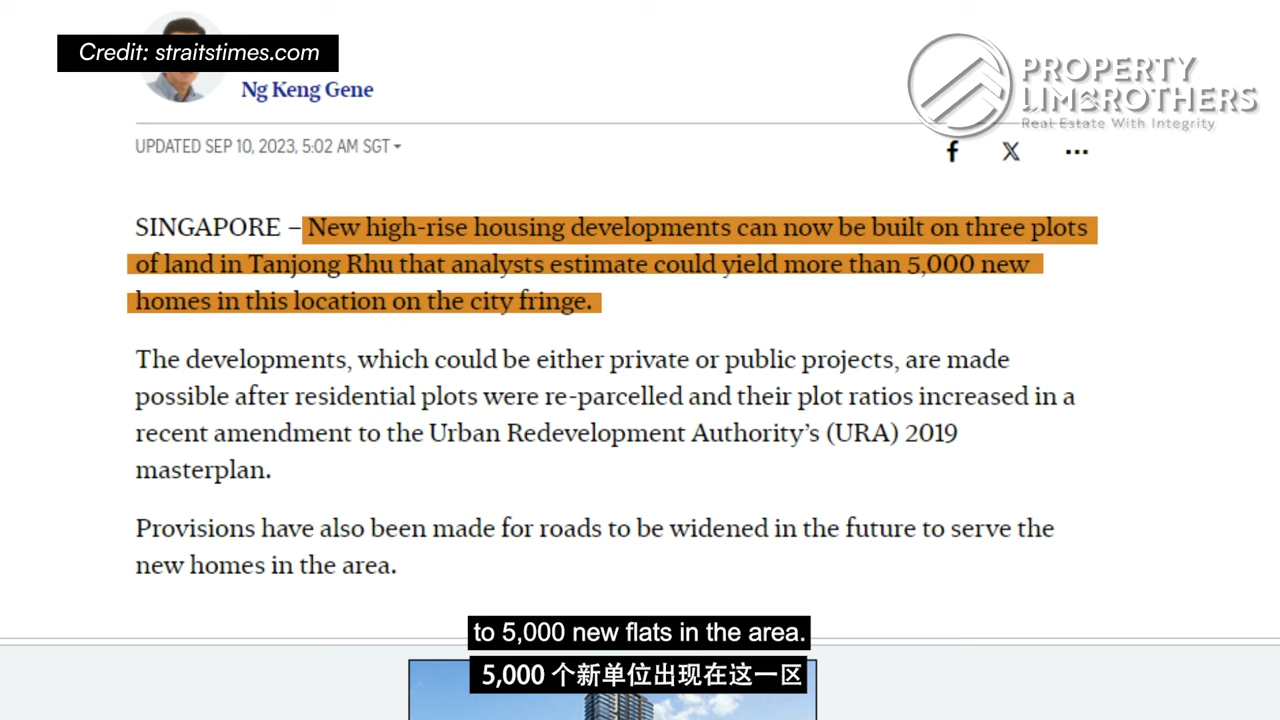 Credit: straitstimes.com
PROPERTY
LIMBROTHERS
Real Estate With Integrity
Ng Keng Gene
UPDATED SEP 10, 2023, 5:02 AM SGT
SINGAPORE – New high-rise housing developments can now be built on three plots
of land in Tanjong Rhu that analysts estimate could yield more than 5,000 new
homes in this location on the city fringe.
The developments, which could be either private or public projects, are made
possible after residential plots were re-parcelled and their plot ratios increased in a
recent amendment to the Urban Redevelopment Authority’s (URA) 2019
masterplan.
Provisions have also been made for roads to be widened in the future to serve the
new homes in the area.
to 5,000 new flats in the area.
5,000 个新单位出现在这一区